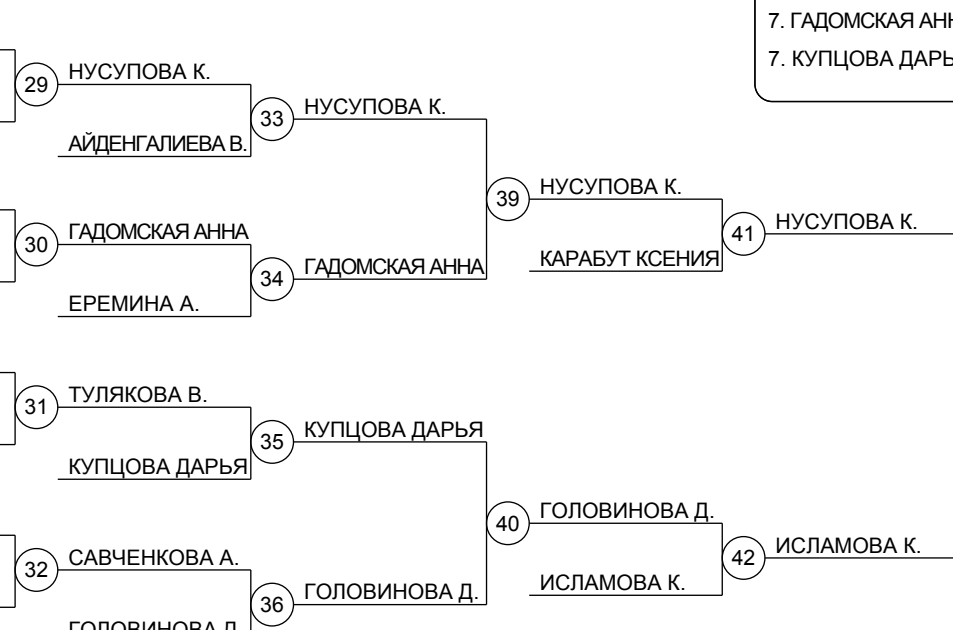 7. ГАДОМСКАЯ
7. КУПЦОВА
29 НУСУПОВА К.
33 НУСУПОВА К.
АЙДЕНГАЛИЕВА В.
39 НУСУПОВА К.
41 НУСУПОВА К.
30 ГАДОМСКАЯ АННА
КАРАБУТ КСЕНИЯ
34 ГАДОМСКАЯ АННА
ЕРЕМИНА А.
31 ТУЛЯКОВА В.
35 КУПЦОВА ДАРЬЯ
КУПЦОВА ДАРЬЯ
40 ГОЛОВИНОВА Д.
42 ИСЛАМОВА К.
32 САВЧЕНКОВА А.
ИСЛАМОВА К.
36 ГОЛОВИНОВА Д.
ГОЛОВИНОВА Д.